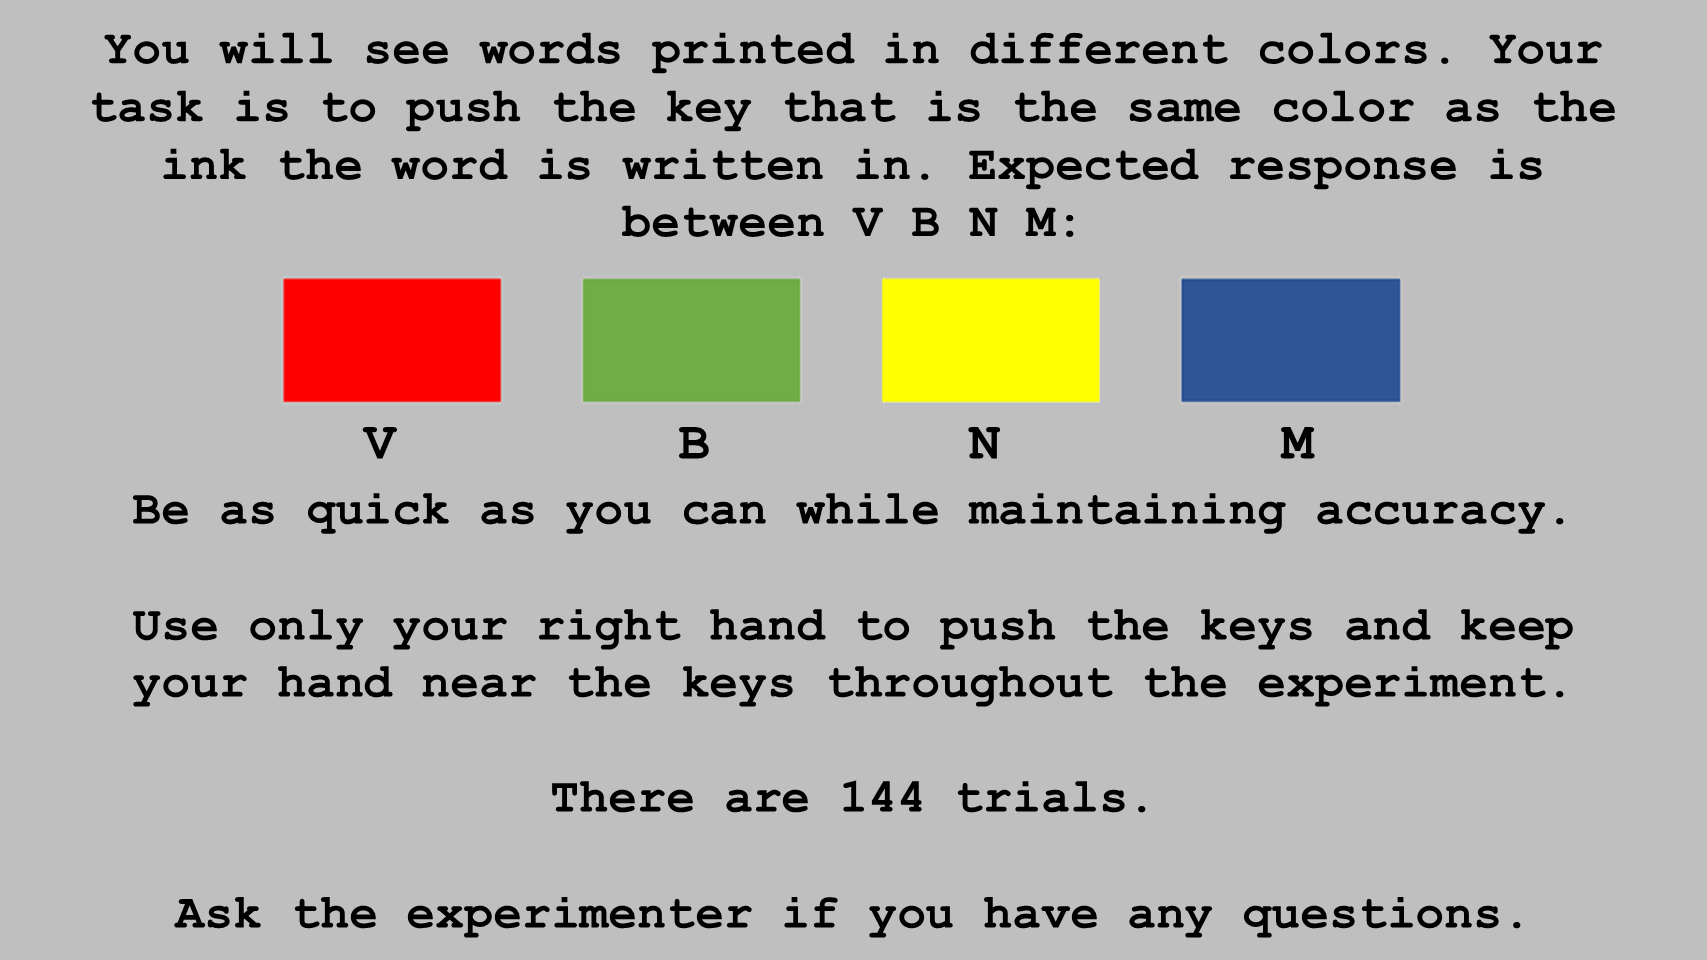 You will see words printed in different colors. Your
task is to push the key that is the same color as the
ink the word is written in. Expected response is
between V B N M:
V B N M
Be as quick as you can while maintaining accuracy.
Use only your right hand to push the keys and keep
your hand near the keys throughout the experiment.
There are 144 trials.
Ask the experimenter if you have any questions.